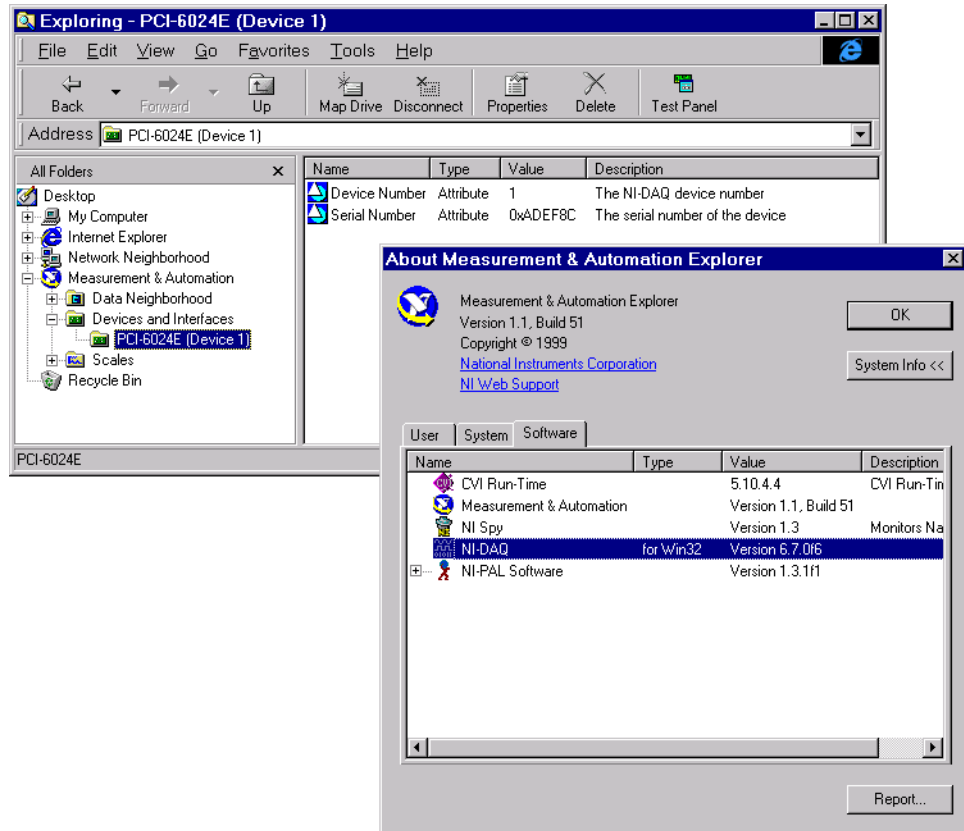 Exploring - PCI-6024E (Device 1)
File Edit View Go Favorites Tools Help
Back Forward Up Map Drive Disconnect Properties Delete Test Panel
Address PCI-6024E (Device 1)
All Folders x
Name Type Value Description
Desktop
My Computer
Internet Explorer
Network Neighborhood
Measurement & Automation
Data Neighborhood
Devices and Interfaces
PCI-6024E (Device 1)
Scales
Recycle Bin
Device Number Attribute 1 The NI-DAQ device number
Serial Number Attribute 0xADEF8C The serial number of the device
PCI-6024E
About Measurement & Automation Explorer
Measurement & Automation Explorer
Version 1.1, Build 51
Copyright © 1999
National Instruments Corporation
NI Web Support
OK
System Info <<
User System Software
Name Type Value Description
CVI Run-Time 5.10.4.4 CVI Run-Tin
Measurement & Automation Version 1.1, Build 51
NI Spy Version 1.3 Monitors Na
NI-DAQ for Win32 Version 6.7.0f6
NI-PAL Software Version 1.3.1f1
Report...